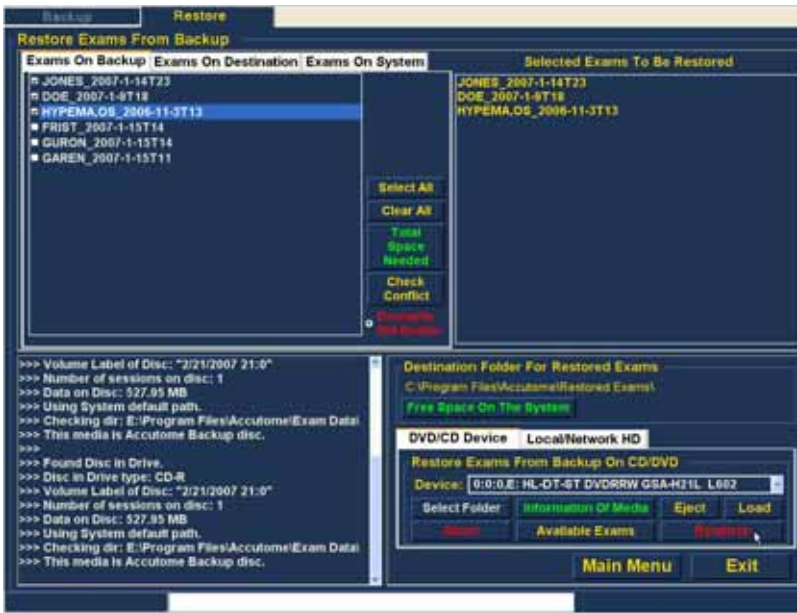 Backup
Restore
Restore Exams From Backup
Exams On Backup Exams On Destination Exams On System
JONES_2007-1-14T23
DOE_2007-1-9T18
HYPEMA,OS_2006-11-3T13
FRIST_2007-1-15T14
GURON_2007-1-15T14
GAREN_2007-1-15T11
Select All
Clear All
Total
Space
Needed
Check
Conflict
Selected Exams To Be Restored
JONES_2007-1-14T23
DOE_2007-1-9T18
HYPEMA,OS_2006-11-3T13
>>> Volume Label of Disc: "2/21/2007 21:0"
>>> Number of sessions on disc: 1
>>> Data on Disc: 527.95 MB
>>> Using System default path.
>>> Checking dir: E:\Program Files\Accutome\Exam Data\
>>> This media is Accutome Backup disc.
>>>
>>> Found Disc in Drive.
>>> Disc in Drive type: CD-R
>>> Volume Label of Disc: "2/21/2007 21:0"
>>> Number of sessions on disc: 1
>>> Data on Disc: 527.95 MB
>>> Using System default path.
>>> Checking dir: E:\Program Files\Accutome\Exam Data\
>>> This media is Accutome Backup disc.
Destination Folder For Restored Exams
C:\Program Files\Accutome\Restored Exams\
Free Space On The System
DVD/CD Device Local/Network HD
Restore Exams From Backup On CD/DVD
Device: 0:0:0,E: HL-DT-ST DVDRRW GSA-H21L L602
Select Folder Information Of Media Eject Load
Available Exams
Main Menu Exit